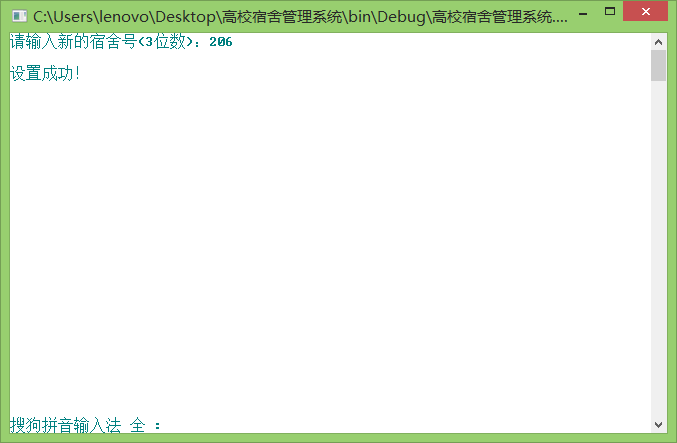 C:\Users\lenovo\Desktop\高校宿舍管理系统\bin\Debug\高校宿舍管理系统....
请输入新的宿舍号(3位数)：206
设置成功!
搜狗拼音输入法 全 ：